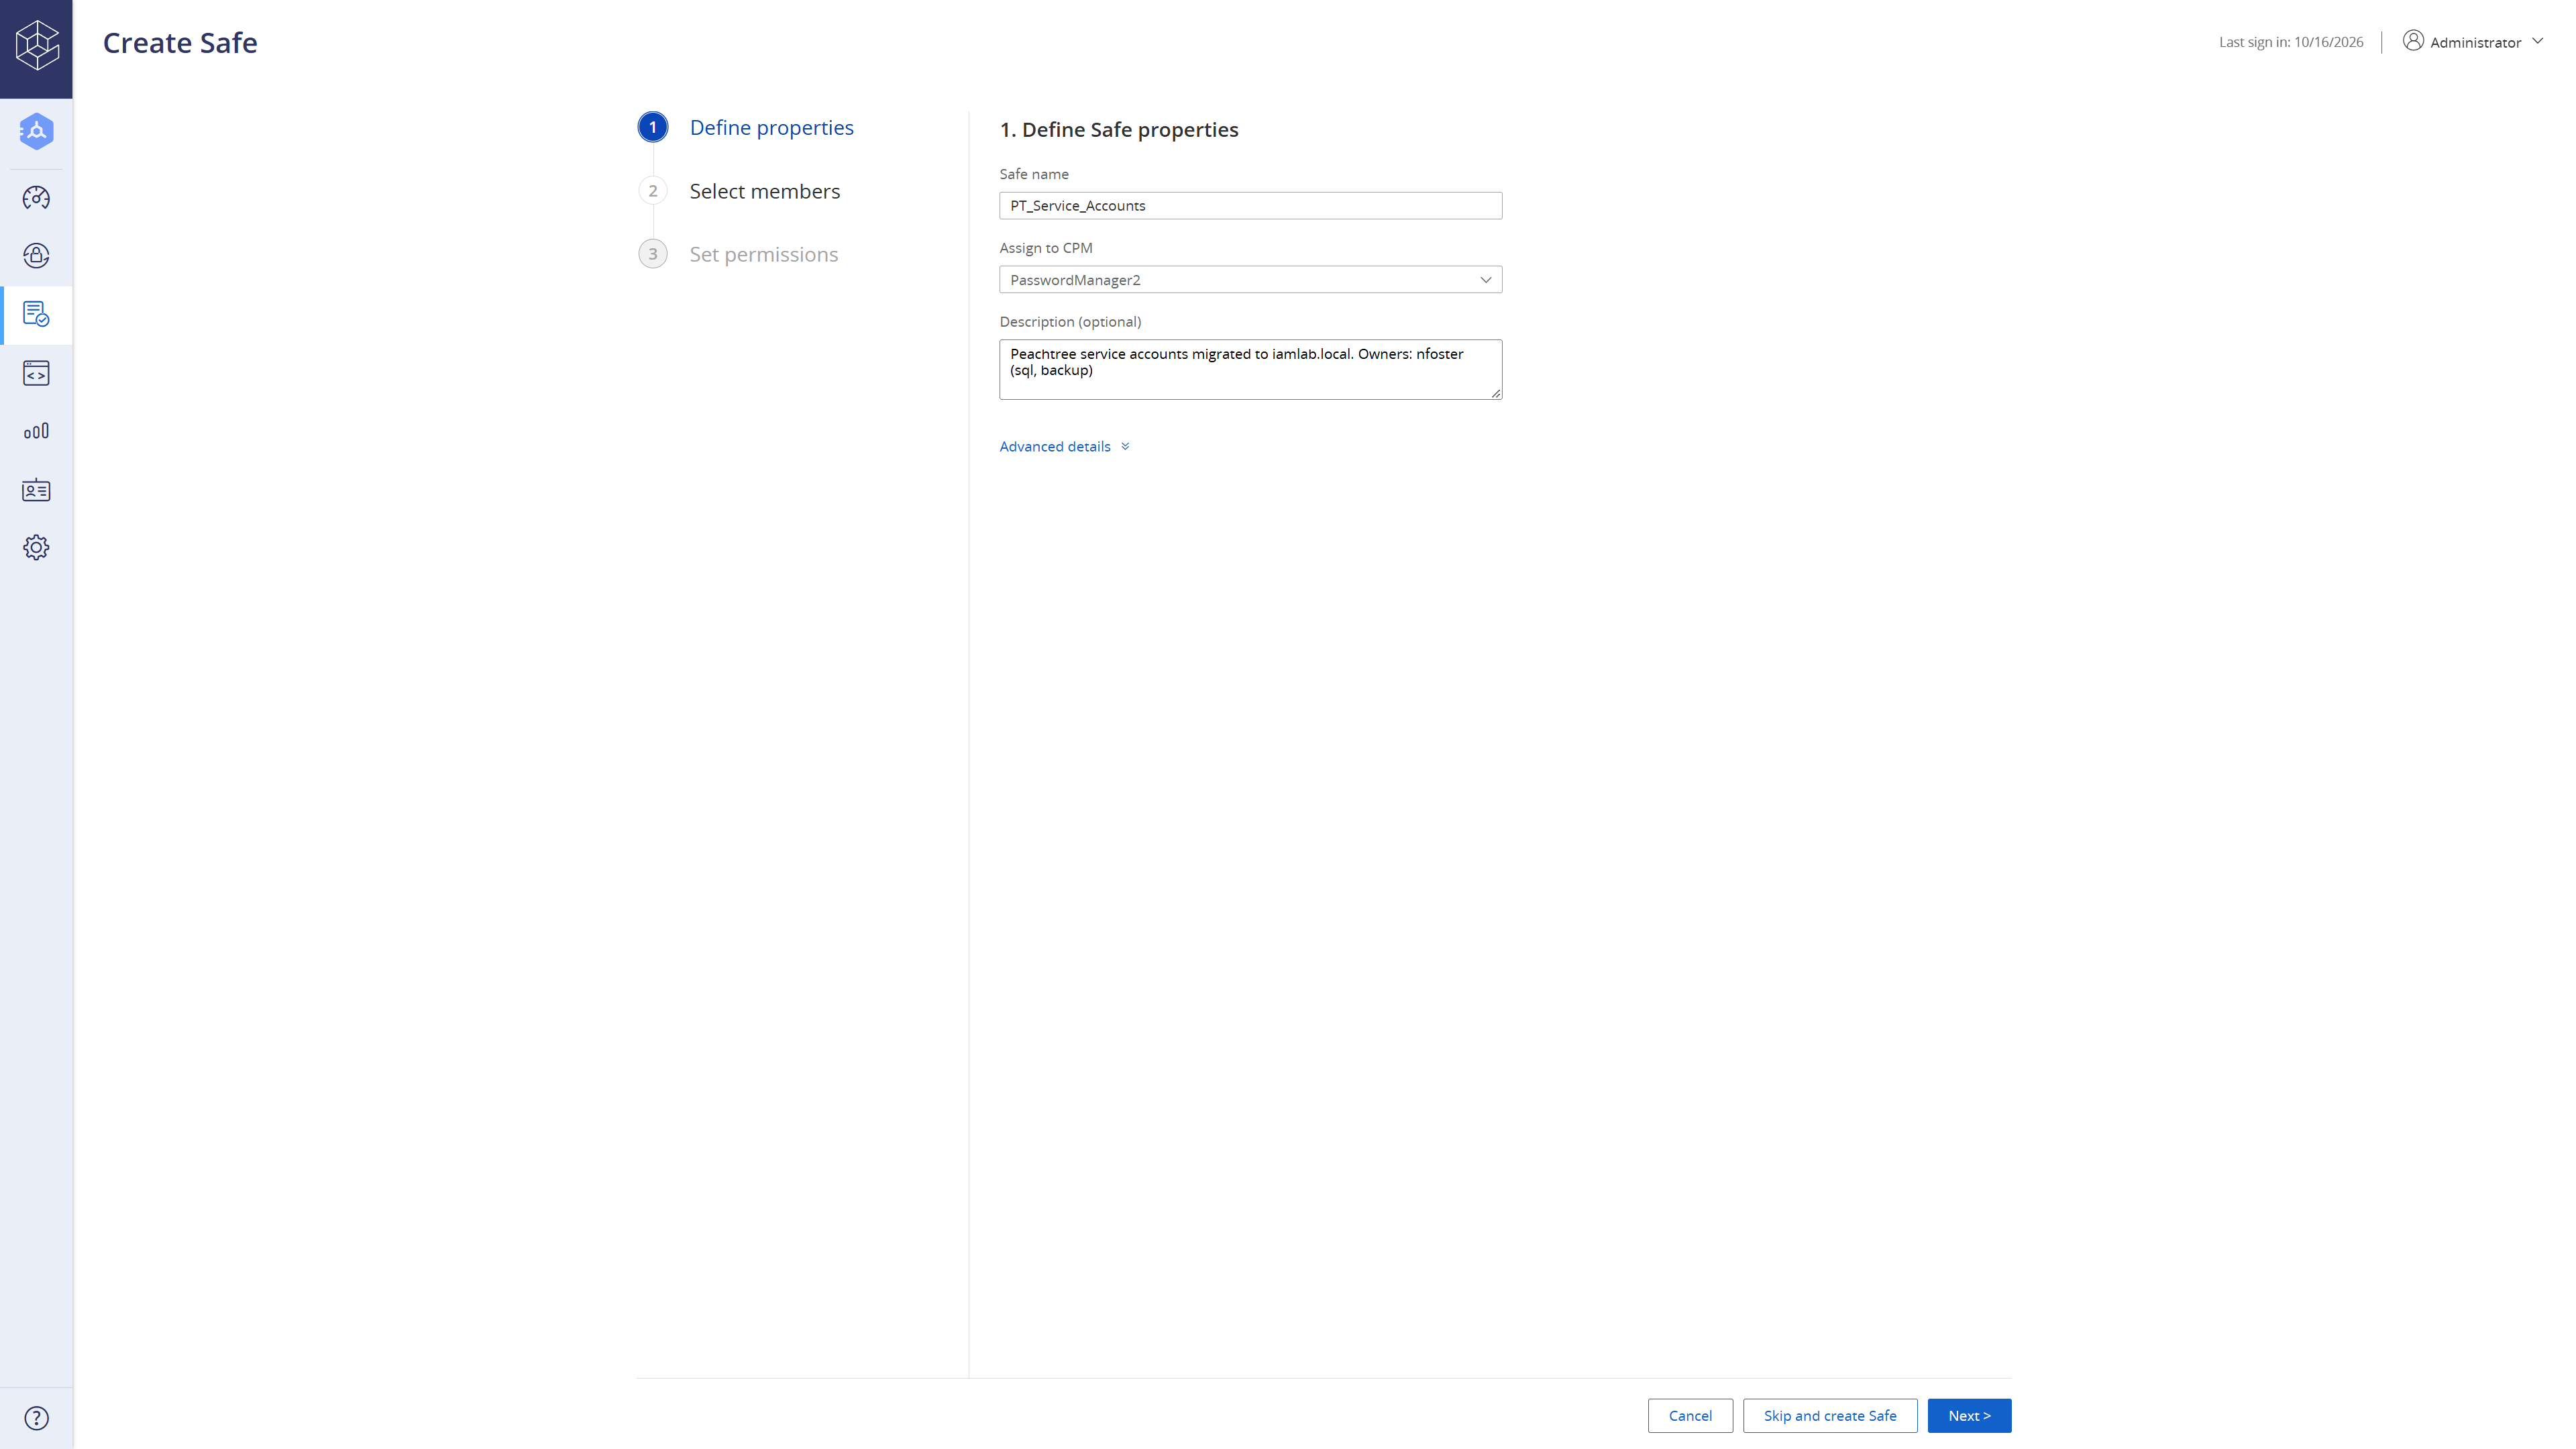 Create Safe
Last sign in: 10/16/2026
Administrator
1 Define properties
2 Select members
3 Set permissions
1. Define Safe properties
Safe name
PT_Service_Accounts
Assign to CPM
PasswordManager2
Description (optional)
Peachtree service accounts migrated to iamlab.local. Owners: nfoster
(sql, backup)
Advanced details
Cancel
Skip and create Safe
Next >